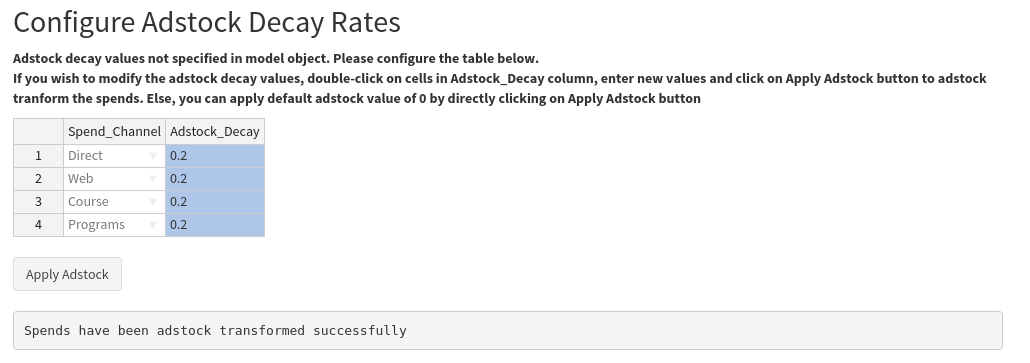 Configure Adstock Decay Rates
Adstock decay values not specified in model object. Please configure the table below.
If you wish to modify the adstock decay values, double-click on cells in Adstock_Decay column, enter new values and click on Apply Adstock button to adstock
tranform the spends. Else, you can apply default adstock value of 0 by directly clicking on Apply Adstock button
Spend_Channel Adstock_Decay
1 Direct 0.2
2 Web 0.2
3 Course 0.2
4 Programs 0.2
Apply Adstock
Spends have been adstock transformed successfully